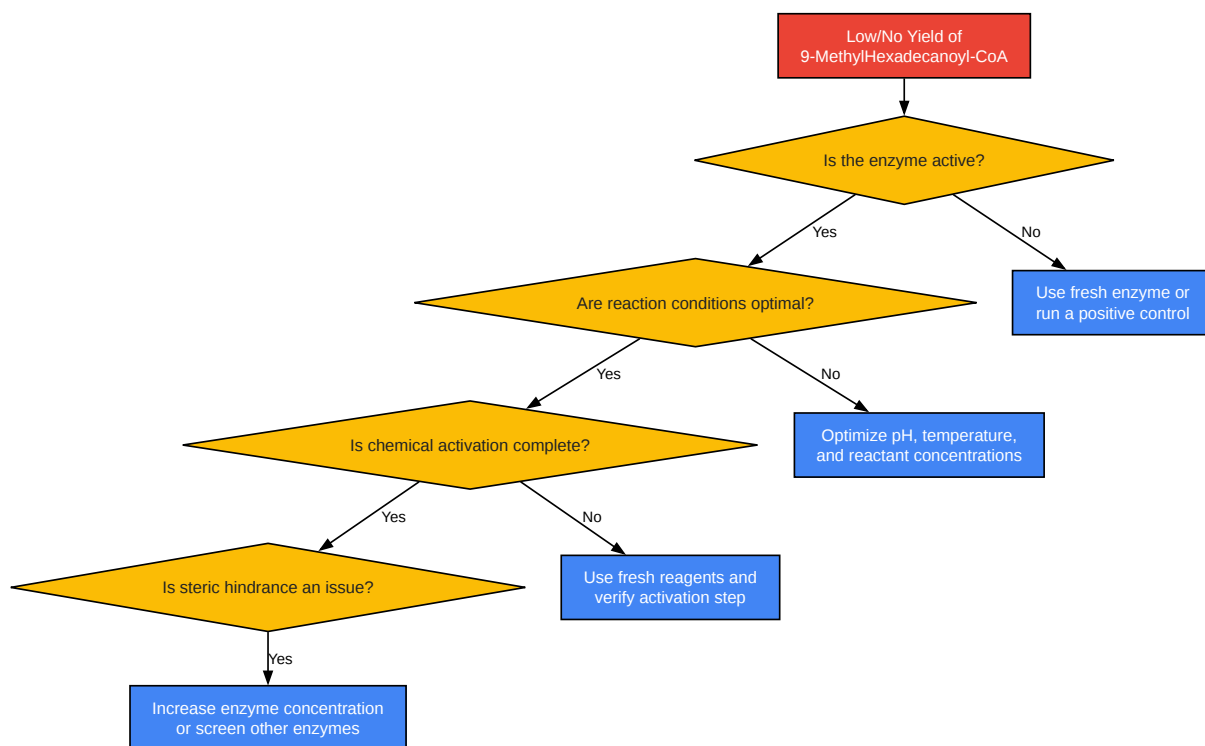 Low/No Yield of
9-MethylHexadecanoyl-CoA
Is the enzyme active?
Yes
No
Are reaction conditions optimal?
Use fresh enzyme or
run a positive control
Yes
No
Is chemical activation complete?
Optimize pH, temperature,
and reactant concentrations
Yes
No
Is steric hindrance an issue?
Use fresh reagents and
verify activation step
Yes
Increase enzyme concentration
or screen other enzymes